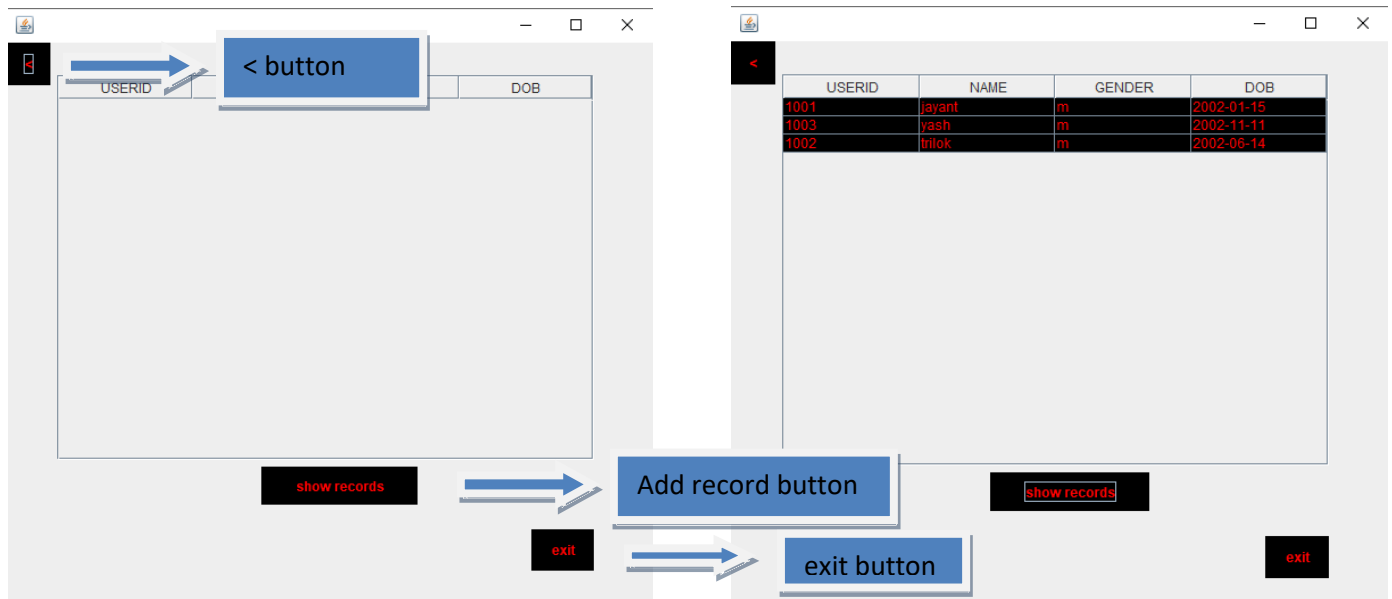 <
< button
USERID DOB
show records
Add record button
exit
exit button
<
USERID NAME GENDER DOB
1001 jayant m 2002-01-15
1003 yash m 2002-11-11
1002 trilok m 2002-06-14
show records
exit